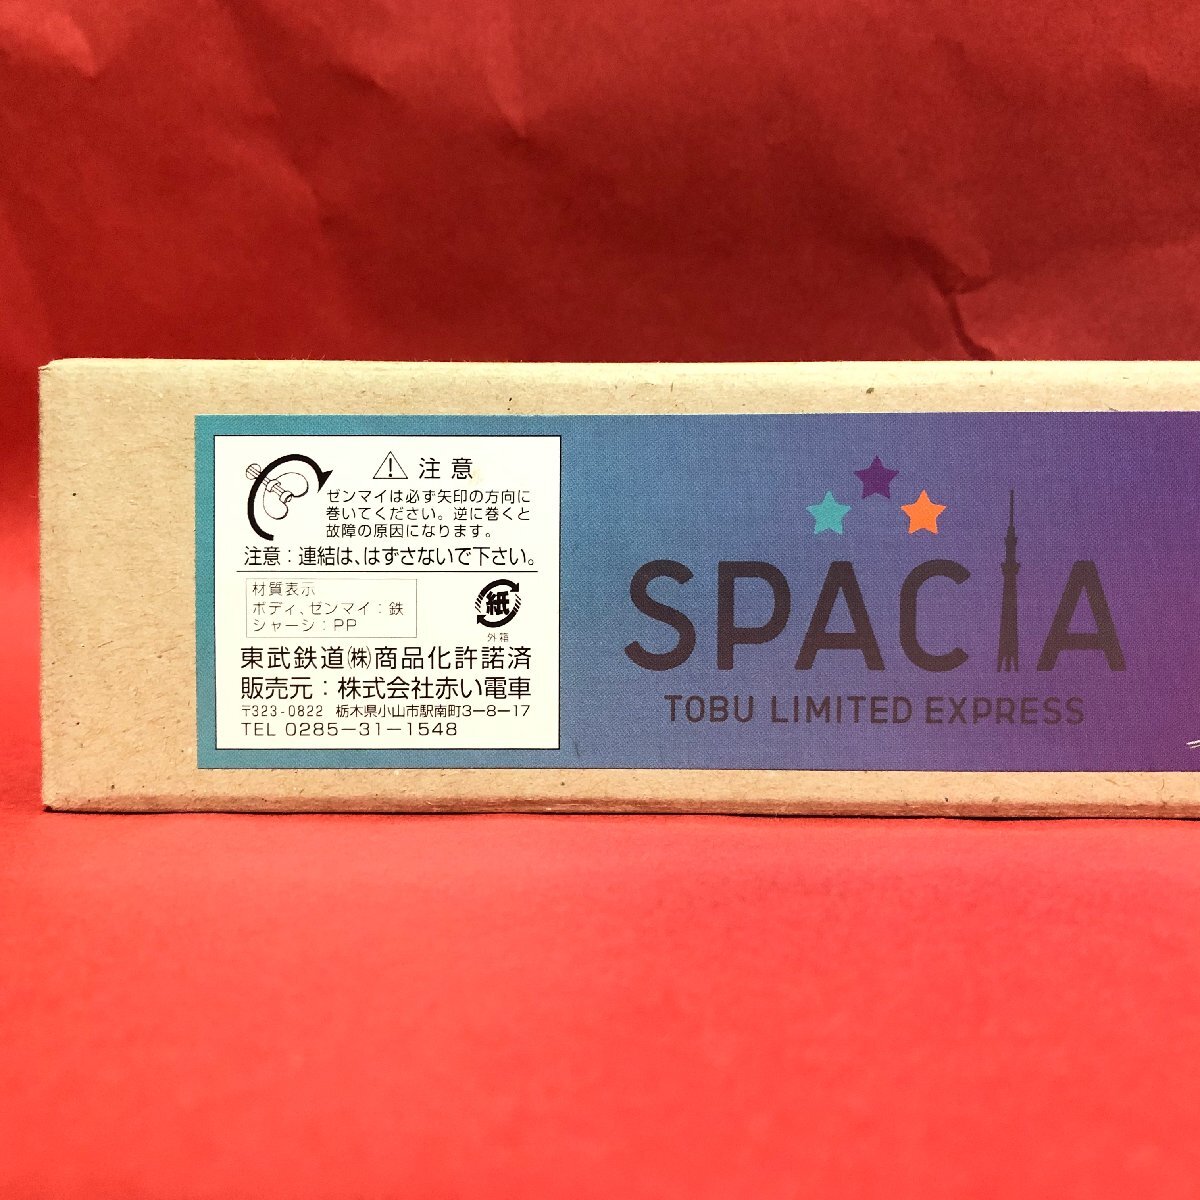 注意
ゼンマイは必ず矢印の方向に
巻いてください。逆に巻くと
故障の原因になります。
注意：連結は、はずさないで下さい。
材質表示
ボディ、ゼンマイ：鉄
シャーシ：PP
紙
外箱
東武鉄道㈱商品化許諾済
販売元：株式会社赤い電車
〒323-0822 栃木県小山市駅南町3-8-17
TEL 0285-31-1548
SPACIA
TOBU LIMITED EXPRESS